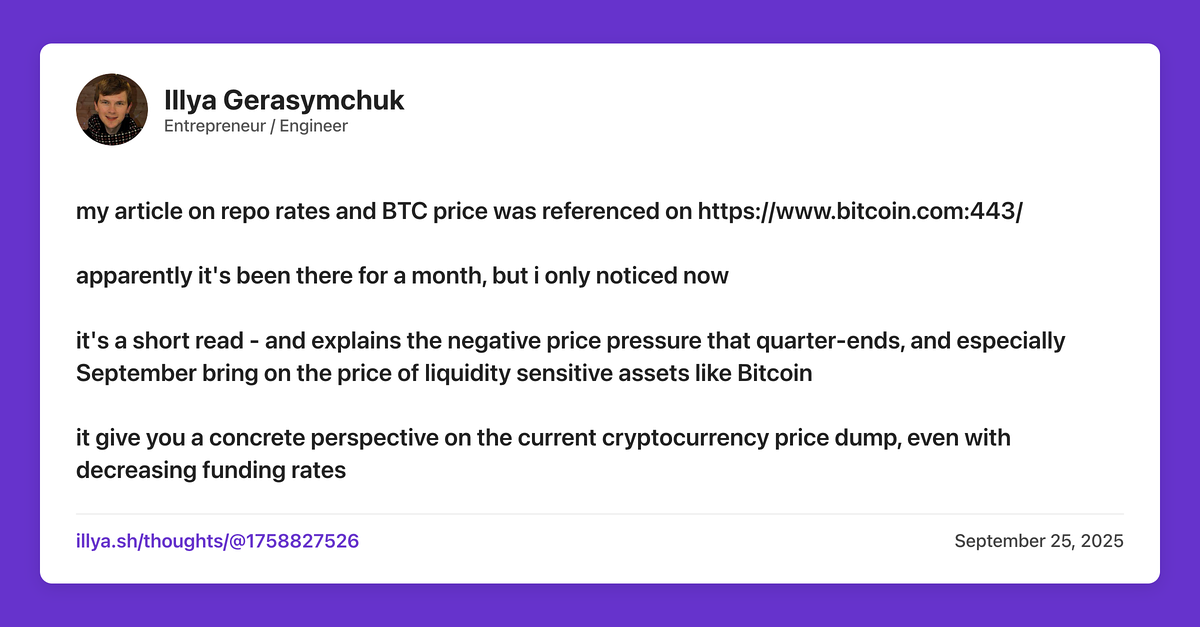 Illya Gerasymchuk
Entrepreneur / Engineer
my article on repo rates and BTC price was referenced on https://www.bitcoin.com:443/
apparently it's been there for a month, but i only noticed now
it's a short read - and explains the negative price pressure that quarter-ends, and especially
September bring on the price of liquidity sensitive assets like Bitcoin
it give you a concrete perspective on the current cryptocurrency price dump, even with
decreasing funding rates
illya.sh/thoughts/@1758827526
September 25, 2025